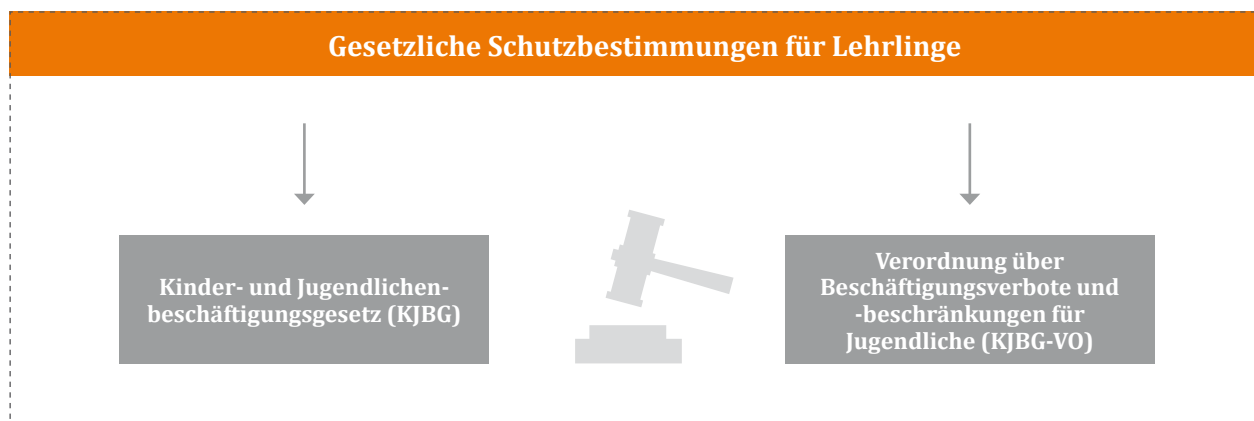 Gesetzliche Schutzbestimmungen für Lehrlinge
Kinder- und Jugendlichen-
beschäftigungsgesetz (KJBG)
Verordnung über
Beschäftigungsverbote und
-beschränkungen für
Jugendliche (KJBG-VO)